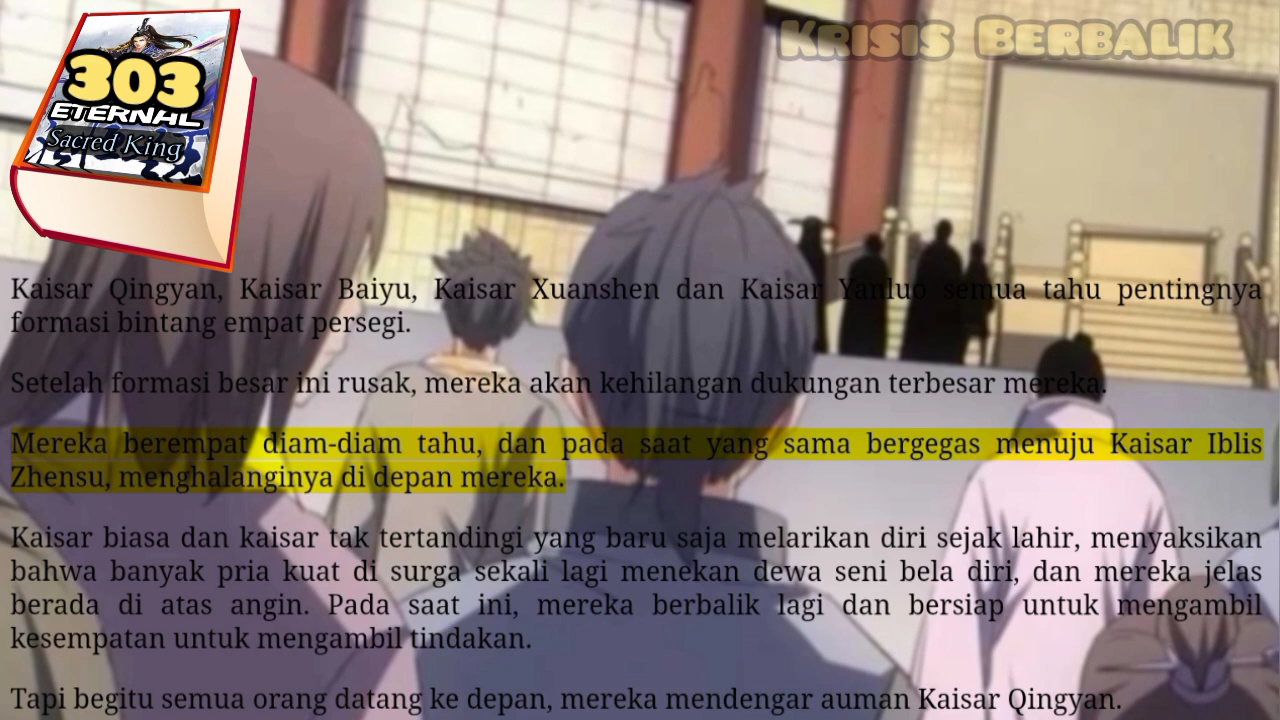 Krisis Berbalik
303
ETERNAL
Sacred King
Kaisar Qingyan, Kaisar Baiyu, Kaisar Xuanshen dan Kaisar Yanluo semua tahu pentingnya
formasi bintang empat persegi.
Setelah formasi besar ini rusak, mereka akan kehilangan dukungan terbesar mereka.
Mereka berempat diam-diam tahu, dan pada saat yang sama bergegas menuju Kaisar Iblis
Zhensu, menghalanginya di depan mereka.
Kaisar biasa dan kaisar tak tertandingi yang baru saja melarikan diri sejak lahir, menyaksikan
bahwa banyak pria kuat di surga sekali lagi menekan dewa seni bela diri, dan mereka jelas
berada di atas angin. Pada saat ini, mereka berbalik lagi dan bersiap untuk mengambil
kesempatan untuk mengambil tindakan.
Tapi begitu semua orang datang ke depan, mereka mendengar auman Kaisar Qingyan.